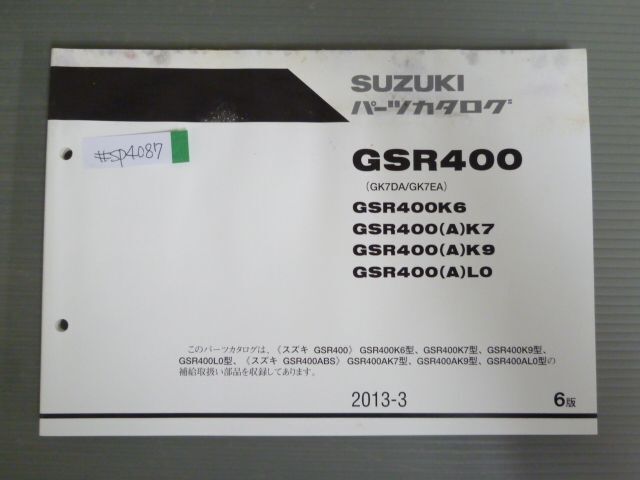 SUZUKI
パーツカタログ
#SP4087
GSR400
(GK7DA/GK7EA)
GSR400K6
GSR400(A)K7
GSR400(A)K9
GSR400(A)L0
このパーツカタログは、《スズキ GSR400》 GSR400K6型、GSR400K7型、GSR400K9型、
GSR400L0型、《スズキ GSR400ABS》 GSR400AK7型、GSR400AK9型、GSR400AL0型の
補給取扱い部品を収録してあります。
2013-3
6版